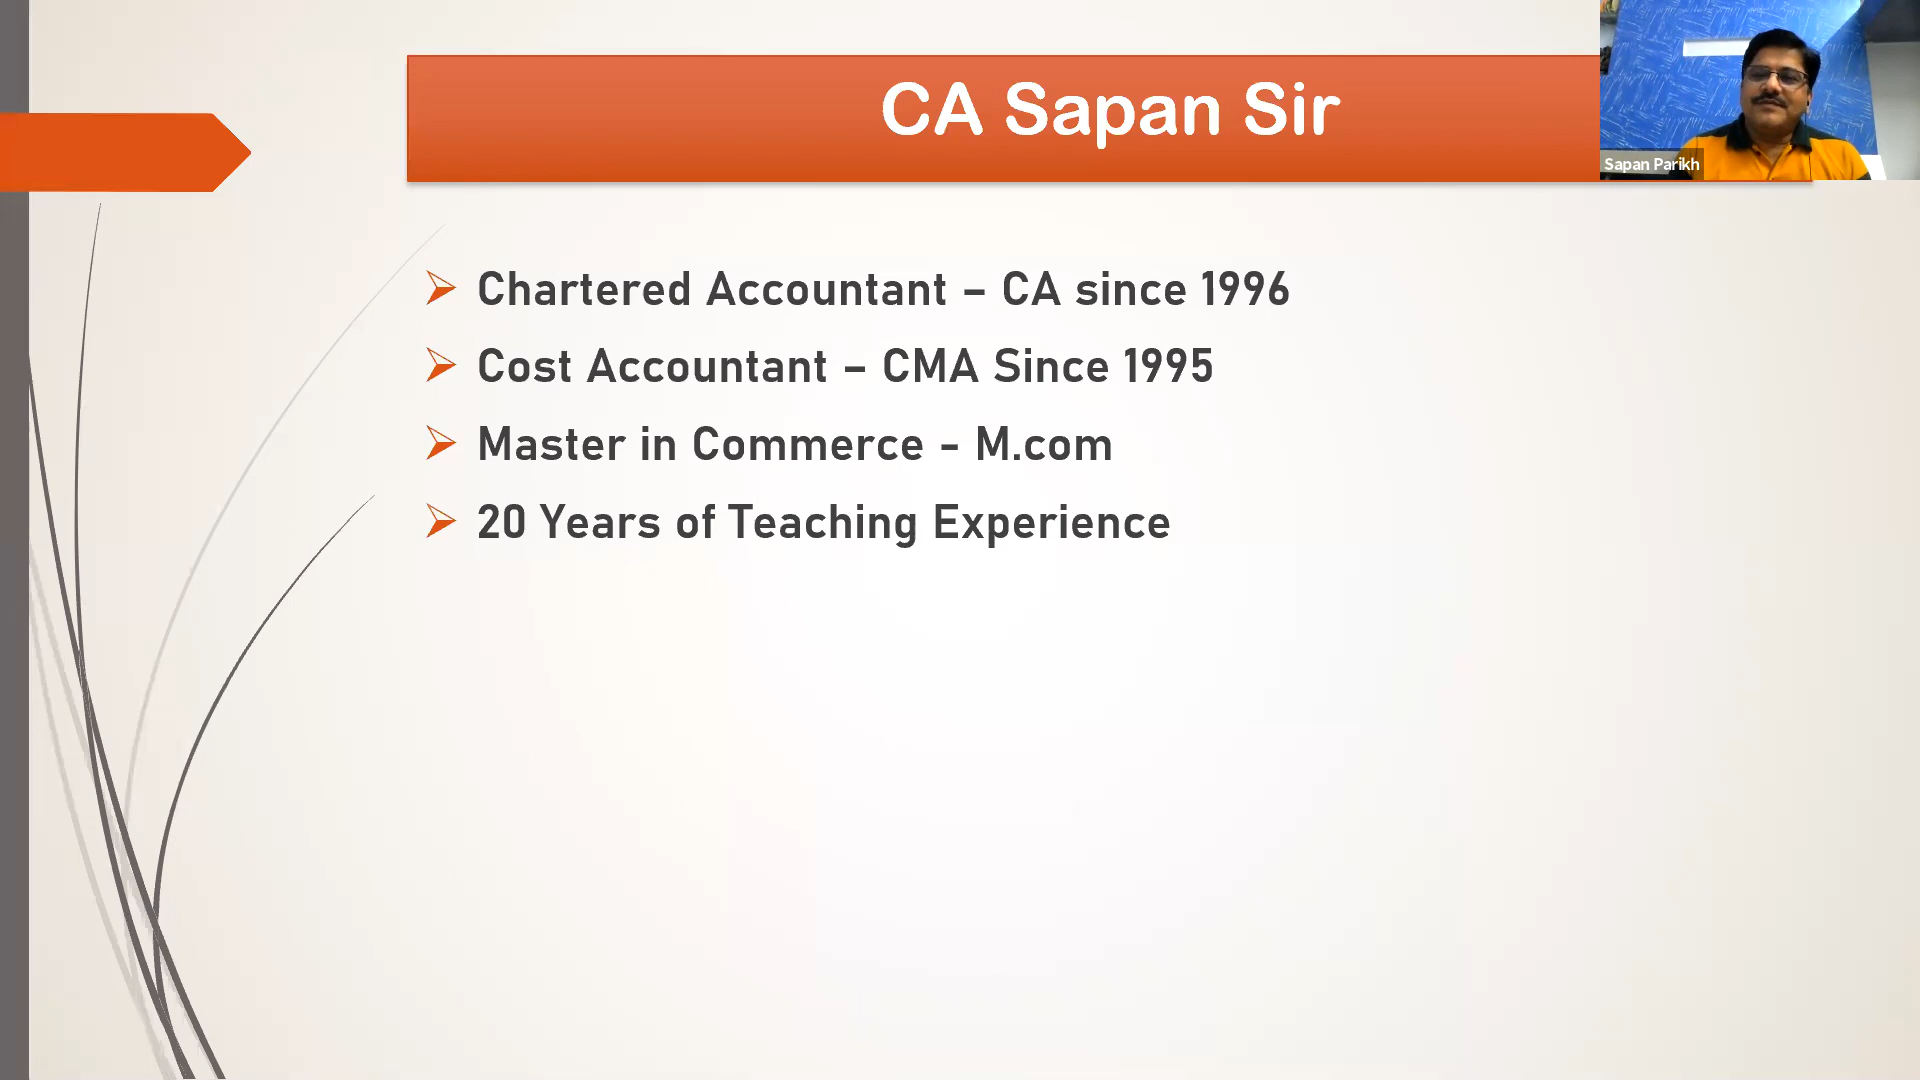 CA Sapan Sir
Sapan Parikh
Chartered Accountant – CA since 1996
Cost Accountant – CMA Since 1995
Master in Commerce - M.com
20 Years of Teaching Experience